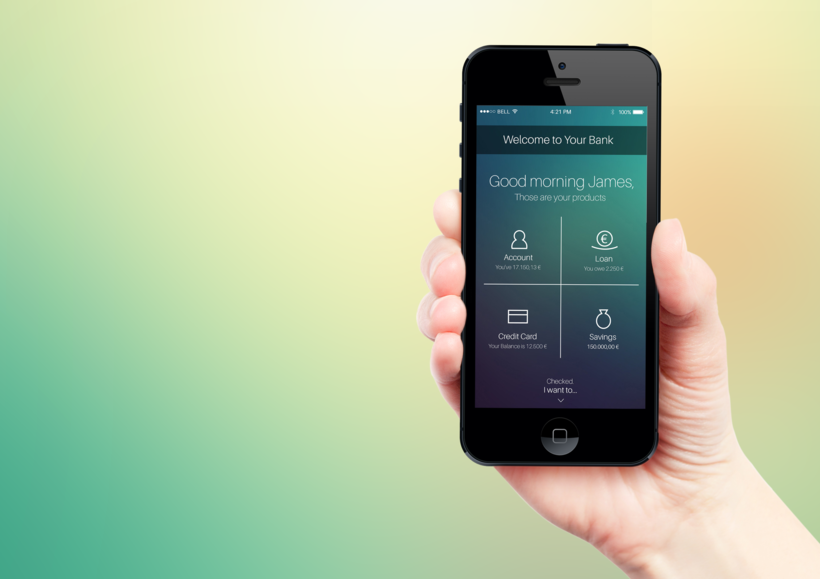 BELL 4:21 PM 100%
Welcome to Your Bank
Good morning James,
Those are your products
Account
You've 17.150,13 €
Loan
You owe 2.250 €
Credit Card
Your Balance is 12.500 €
Savings
150.000,00 €
Checked
I want to...